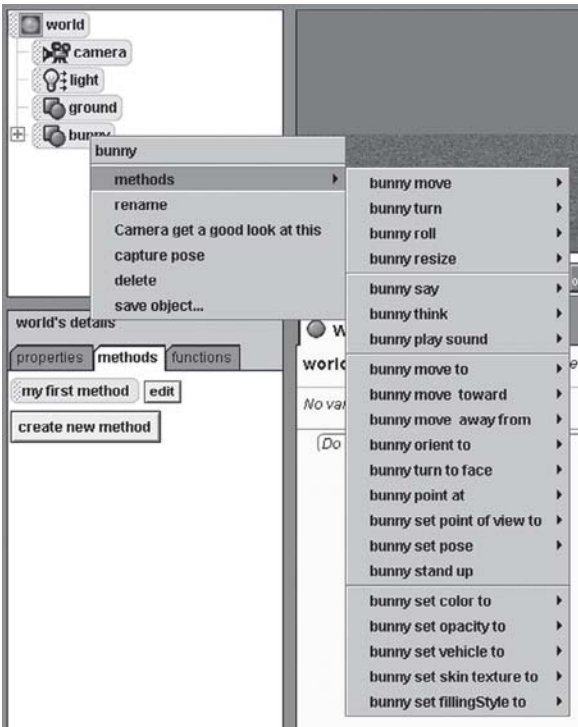 world
camera
light
ground
bunny
bunny
methods
rename
Camera get a good look at this
capture pose
delete
save object...
bunny move
bunny turn
bunny roll
bunny resize
bunny say
bunny think
bunny play sound
bunny move to
bunny move toward
bunny move away from
bunny orient to
bunny turn to face
bunny point at
bunny set point of view to
bunny set pose
bunny stand up
bunny set color to
bunny set opacity to
bunny set vehicle to
bunny set skin texture to
bunny set fillingStyle to
world's details
properties methods functions
my first method edit
create new method
world
No var
Do